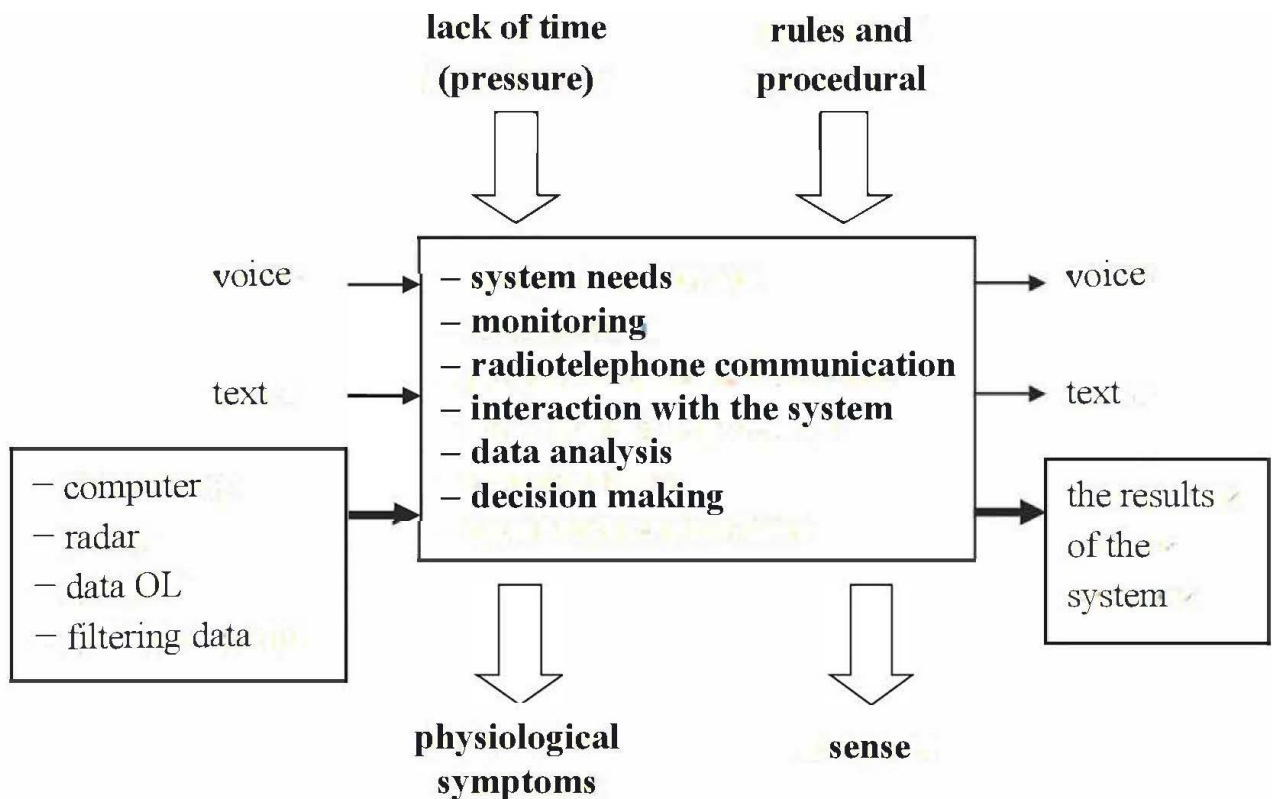 lack of time
(pressure)
rules and
procedural
voice
text
– computer
– radar
– data OL
– filtering data
– system needs
– monitoring
– radiotelephone communication
– interaction with the system
– data analysis
– decision making
voice
text
the results
of the
system
physiological
symptoms
sense